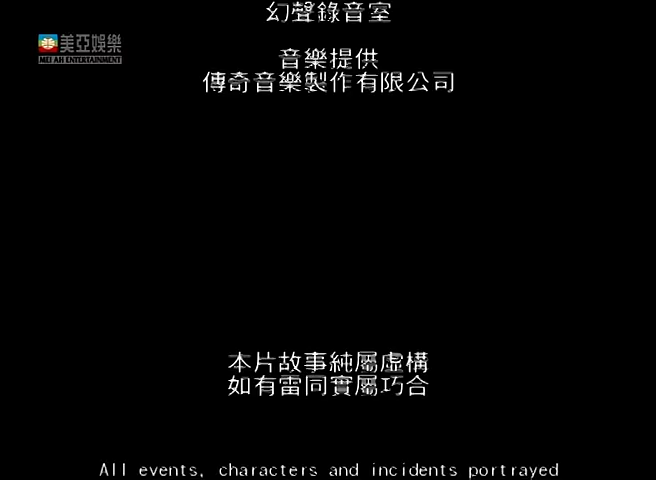 幻聲錄音室
美亞娛樂
MEI AH ENTERTAINMENT
音樂提供
傳奇音樂製作有限公司
本片故事純屬虛構
如有雷同實屬巧合
All events, characters and incidents portrayed